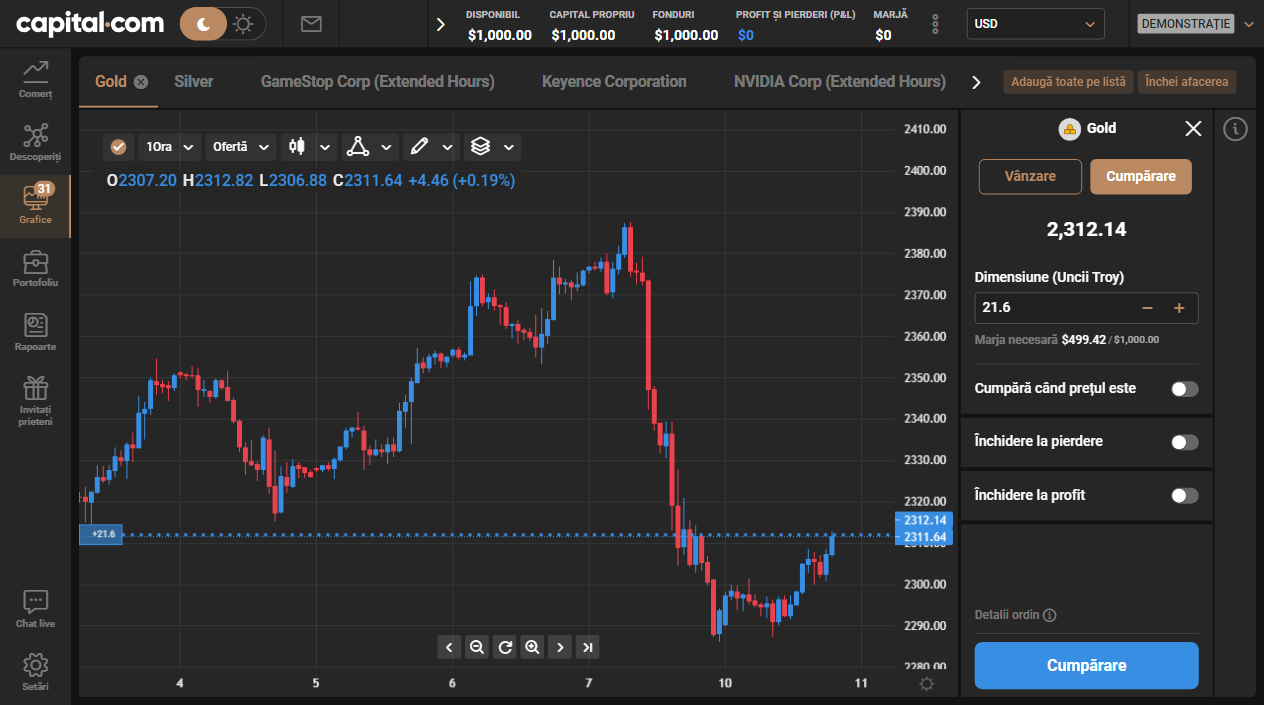 capital.com
DISPONIBIL
$1,000.00
CAPITAL PROPRIU
$1,000.00
FONDURI
$1,000.00
PROFIT ȘI PIERDERI (P&L)
$0
MARJĂ
$0
USD
DEMONSTRAȚIE
Comerț
Descoperiți
31
Grafice
Portofoliu
Rapoarte
Invitați
prieteni
Chat live
Setări
Gold
Silver
GameStop Corp (Extended Hours)
Keyence Corporation
NVIDIA Corp (Extended Hours)
Adaugă toate pe listă
Închei afacerea
1Ora
Ofertă
O2307.20 H2312.82 L2306.88 C2311.64 +4.46 (+0.19%)
2410.00
2400.00
2390.00
2380.00
2370.00
2360.00
2350.00
2340.00
2330.00
2320.00
2312.14
2311.64
2300.00
2290.00
2280.00
+21.6
4
5
6
7
10
11
Gold
Vânzare
Cumpărare
2,312.14
Dimensiune (Uncii Troy)
21.6
Marja necesară $499.42 / $1,000.00
Cumpără când prețul este
Închidere la pierdere
Închidere la profit
Detalii ordin
Cumpărare